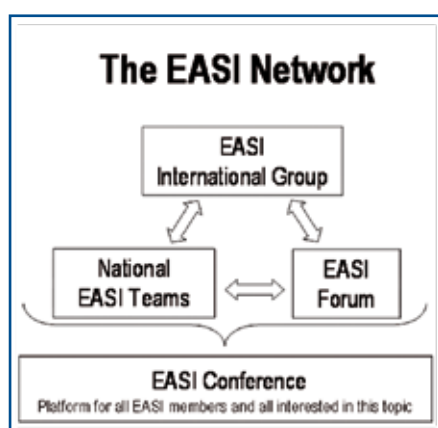 The EASI Network
EASI
International Group
National
EASI Teams
EASI
Forum
EASI Conference
Platform for all EASI members and all interested in this topic